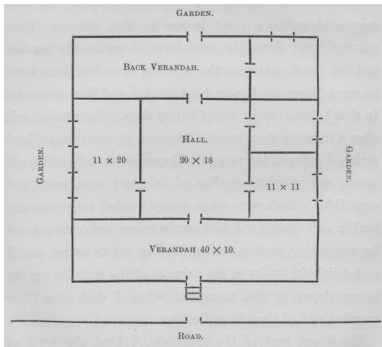 GARDEN.
BACK VERANDAH.
HALL,
11 × 20
20 × 18
GARDEN.
GARDEN.
11 × 11
VERANDAH 40 × 10.
ROAD.